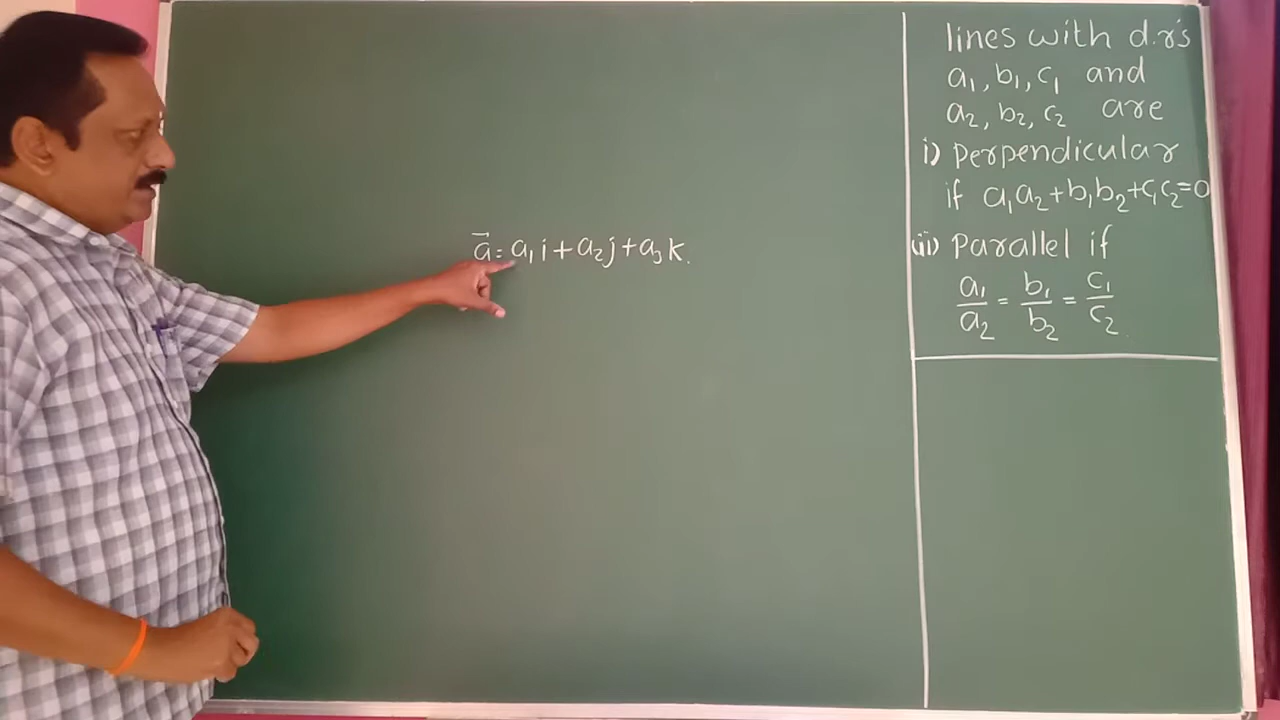 a⃗ = a₁i + a₂j + a₃k.
lines with d.r's
a₁, b₁, c₁ and
a₂, b₂, c₂ are
i) perpendicular
if a₁a₂+b₁b₂+c₁c₂=0
ii) parallel if
a₁/a₂ = b₁/b₂ = c₁/c₂